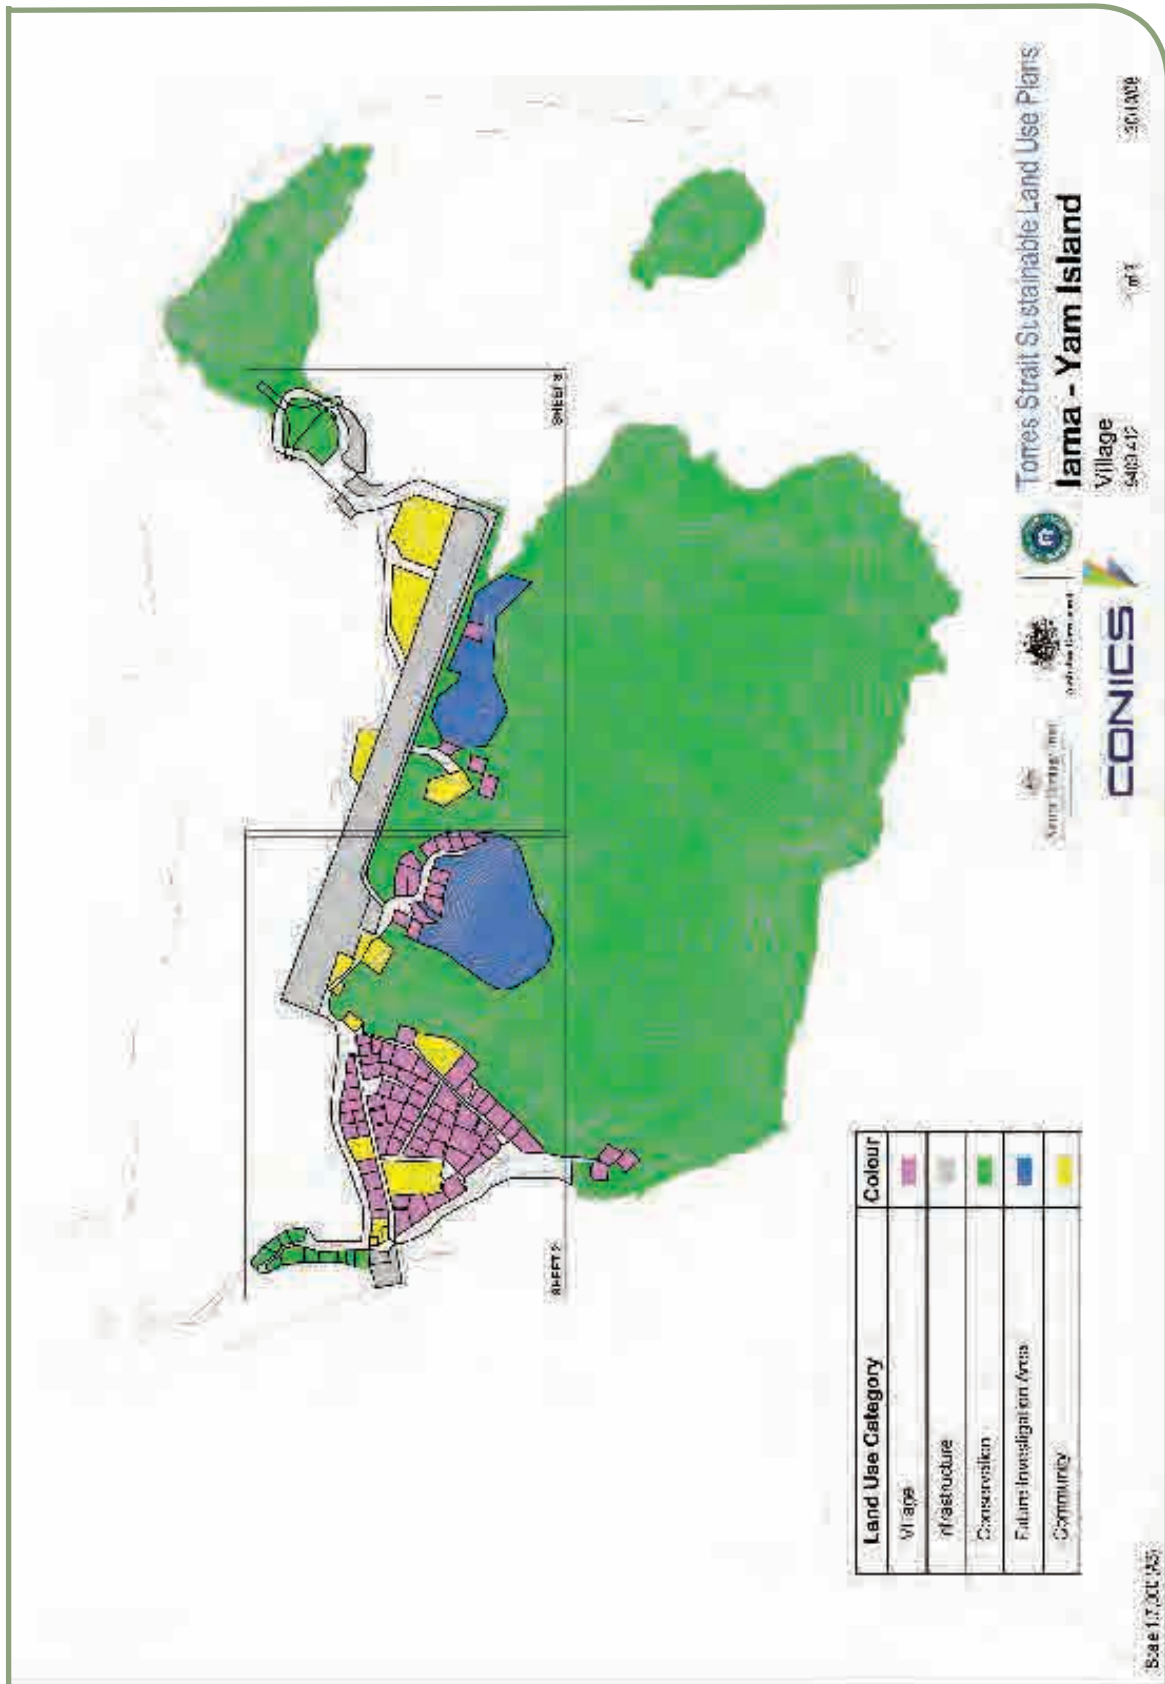 SHEET 2
SHEET 3
Land Use Category
Colour
Village
Infrastructure
Conservation
Future Investigation Area
Community
Torres Strait Sustainable Land Use Plans
Iama - Yam Island
Village
CONICS